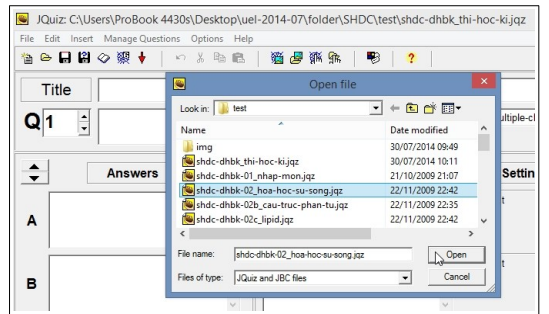 JQuiz: C:\Users\ProBook 4430s\Desktop\uel-2014-07\folder\SHDC\test\shdc-dhbk_thi-hoc-ki.jqz
File Edit Insert Manage Questions Options Help
Title
Q 1
ultiple-cl
Answers
Settin
A
B
Open file
Look in: test
Name Date modified
img 30/07/2014 09:49
shdc-dhbk_thi-hoc-ki.jqz 30/07/2014 10:11
shdc-dhbk-01_nhap-mon.jqz 21/10/2009 21:07
shdc-dhbk-02_hoa-hoc-su-song.jqz 22/11/2009 22:42
shdc-dhbk-02b_cau-truc-phan-tu.jqz 22/11/2009 22:35
shdc-dhbk-02c_lipid.jqz 22/11/2009 22:42
File name: shdc-dhbk-02_hoa-hoc-su-song.jqz Open
Files of type: JQuiz and JBC files Cancel